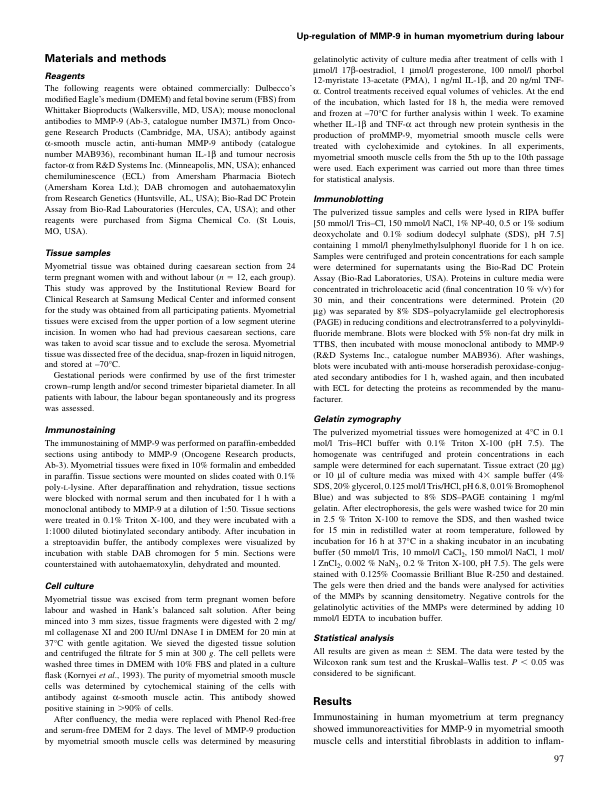 Up-regulation of MMP-9 in human myometrium during labour
Materials and methods
Reagents
The following reagents were obtained commercially: Dulbecco's
modified Eagle's medium (DMEM) and fetal bovine serum (FBS) from
Whittaker Bioproducts (Walkersville, MD, USA); mouse monoclonal
antibodies to MMP-9 (Ab-3, catalogue number IM37L) from Onco-
gene Research Products (Cambridge, MA, USA); antibody against
α-smooth muscle actin, anti-human MMP-9 antibody (catalogue
number MAB936), recombinant human IL-1β and tumour necrosis
factor-α from R&D Systems Inc. (Minneapolis, MN, USA); enhanced
chemiluminescence (ECL) from Amersham Pharmacia Biotech
(Amersham Korea Ltd.); DAB chromogen and autohaematoxylin
from Research Genetics (Huntsville, AL, USA); Bio-Rad DC Protein
Assay from Bio-Rad Labouratories (Hercules, CA, USA); and other
reagents were purchased from Sigma Chemical Co. (St Louis,
MO, USA).
Tissue samples
Myometrial tissue was obtained during caesarean section from 24
term pregnant women with and without labour (n = 12, each group).
This study was approved by the Institutional Review Board for
Clinical Research at Samsung Medical Center and informed consent
for the study was obtained from all participating patients. Myometrial
tissues were excised from the upper portion of a low segment uterine
incision. In women who had had previous caesarean sections, care
was taken to avoid scar tissue and to exclude the serosa. Myometrial
tissue was dissected free of the decidua, snap-frozen in liquid nitrogen,
and stored at –70°C.
Gestational periods were confirmed by use of the first trimester
crown–rump length and/or second trimester biparietal diameter. In all
patients with labour, the labour began spontaneously and its progress
was assessed.
Immunostaining
The immunostaining of MMP-9 was performed on paraffin-embedded
sections using antibody to MMP-9 (Oncogene Research products,
Ab-3). Myometrial tissues were fixed in 10% formalin and embedded
in paraffin. Tissue sections were mounted on slides coated with 0.1%
poly-L-lysine. After deparaffination and rehydration, tissue sections
were blocked with normal serum and then incubated for 1 h with a
monoclonal antibody to MMP-9 at a dilution of 1:50. Tissue sections
were treated in 0.1% Triton X-100, and they were incubated with a
1:1000 diluted biotinylated secondary antibody. After incubation in
a streptoavidin buffer, the antibody complexes were visualized by
incubation with stable DAB chromogen for 5 min. Sections were
counterstained with autohaematoxylin, dehydrated and mounted.
Cell culture
Myometrial tissue was excised from term pregnant women before
labour and washed in Hank's balanced salt solution. After being
minced into 3 mm sizes, tissue fragments were digested with 2 mg/
ml collagenase XI and 200 IU/ml DNAse I in DMEM for 20 min at
37°C with gentle agitation. We sieved the digested tissue solution
and centrifuged the filtrate for 5 min at 300 g. The cell pellets were
washed three times in DMEM with 10% FBS and plated in a culture
flask (Kornyei et al., 1993). The purity of myometrial smooth muscle
cells was determined by cytochemical staining of the cells with
antibody against α-smooth muscle actin. This antibody showed
positive staining in >90% of cells.
After confluency, the media were replaced with Phenol Red-free
and serum-free DMEM for 2 days. The level of MMP-9 production
by myometrial smooth muscle cells was determined by measuring
gelatinolytic activity of culture media after treatment of cells with 1
μmol/l 17β-oestradiol, 1 μmol/l progesterone, 100 nmol/l phorbol
12-myristate 13-acetate (PMA), 1 ng/ml IL-1β, and 20 ng/ml TNF-
α. Control treatments received equal volumes of vehicles. At the end
of the incubation, which lasted for 18 h, the media were removed
and frozen at –70°C for further analysis within 1 week. To examine
whether IL-1β and TNF-α act through new protein synthesis in the
production of proMMP-9, myometrial smooth muscle cells were
treated with cycloheximide and cytokines. In all experiments,
myometrial smooth muscle cells from the 5th up to the 10th passage
were used. Each experiment was carried out more than three times
for statistical analysis.
Immunoblotting
The pulverized tissue samples and cells were lysed in RIPA buffer
[50 mmol/l Tris–Cl, 150 mmol/l NaCl, 1% NP-40, 0.5 or 1% sodium
deoxycholate and 0.1% sodium dodecyl sulphate (SDS), pH 7.5]
containing 1 mmol/l phenylmethylsulphonyl fluoride for 1 h on ice.
Samples were centrifuged and protein concentrations for each sample
were determined for supernatants using the Bio-Rad DC Protein
Assay (Bio-Rad Laboratories, USA). Proteins in culture media were
concentrated in trichroloacetic acid (final concentration 10 % v/v) for
30 min, and their concentrations were determined. Protein (20
μg) was separated by 8% SDS–polyacrylamiide gel electrophoresis
(PAGE) in reducing conditions and electrotransferred to a polyvinyldi-
fluoride membrane. Blots were blocked with 5% non-fat dry milk in
TTBS, then incubated with mouse monoclonal antibody to MMP-9
(R&D Systems Inc., catalogue number MAB936). After washings,
blots were incubated with anti-mouse horseradish peroxidase-conjug-
ated secondary antibodies for 1 h, washed again, and then incubated
with ECL for detecting the proteins as recommended by the manu-
facturer.
Gelatin zymography
The pulverized myometrial tissues were homogenized at 4°C in 0.1
mol/l Tris–HCl buffer with 0.1% Triton X-100 (pH 7.5). The
homogenate was centrifuged and protein concentrations in each
sample were determined for each supernatant. Tissue extract (20 μg)
or 10 μl of culture media was mixed with 4× sample buffer (4%
SDS, 20% glycerol, 0.125 mol/l Tris/HCl, pH 6.8, 0.01% Bromophenol
Blue) and was subjected to 8% SDS–PAGE containing 1 mg/ml
gelatin. After electrophoresis, the gels were washed twice for 20 min
in 2.5 % Triton X-100 to remove the SDS, and then washed twice
for 15 min in redistilled water at room temperature, followed by
incubation for 16 h at 37°C in a shaking incubator in an incubating
buffer (50 mmol/l Tris, 10 mmol/l CaCl2, 150 mmol/l NaCl, 1 mol/
l ZnCl2, 0.002 % NaN3, 0.2 % Triton X-100, pH 7.5). The gels were
stained with 0.125% Coomassie Brilliant Blue R-250 and destained.
The gels were then dried and the bands were analysed for activities
of the MMPs by scanning densitometry. Negative controls for the
gelatinolytic activities of the MMPs were determined by adding 10
mmol/l EDTA to incubation buffer.
Statistical analysis
All results are given as mean ± SEM. The data were tested by the
Wilcoxon rank sum test and the Kruskal–Wallis test. P < 0.05 was
considered to be significant.
Results
Immunostaining in human myometrium at term pregnancy
showed immunoreactivities for MMP-9 in myometrial smooth
muscle cells and interstitial fibroblasts in addition to inflam-
97